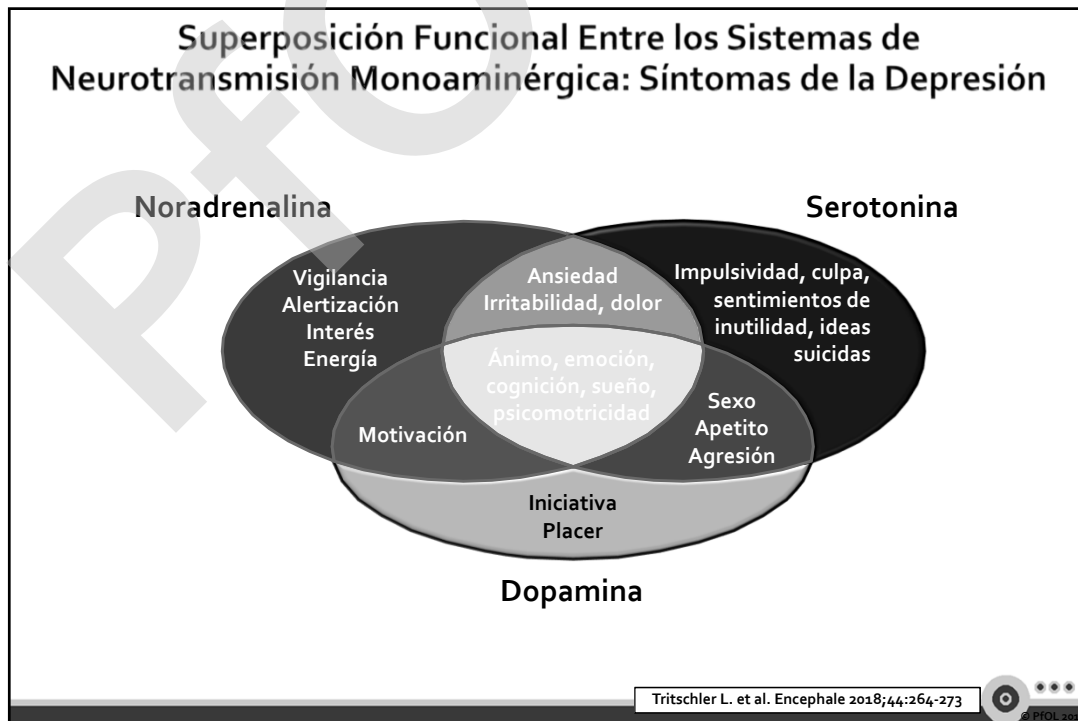 Superposición Funcional Entre los Sistemas de
Neurotransmisión Monoaminérgica: Síntomas de la Depresión
Noradrenalina
Serotonina
Vigilancia
Alertización
Interés
Energía
Ansiedad
Irritabilidad, dolor
Impulsividad, culpa,
sentimientos de
inutilidad, ideas
suicidas
Ánimo, emoción,
cognición, sueño,
psicomotricidad
Motivación
Sexo
Apetito
Agresión
Iniciativa
Placer
Dopamina
Tritschler L. et al. Encephale 2018;44:264-273
© PfOL
PfO